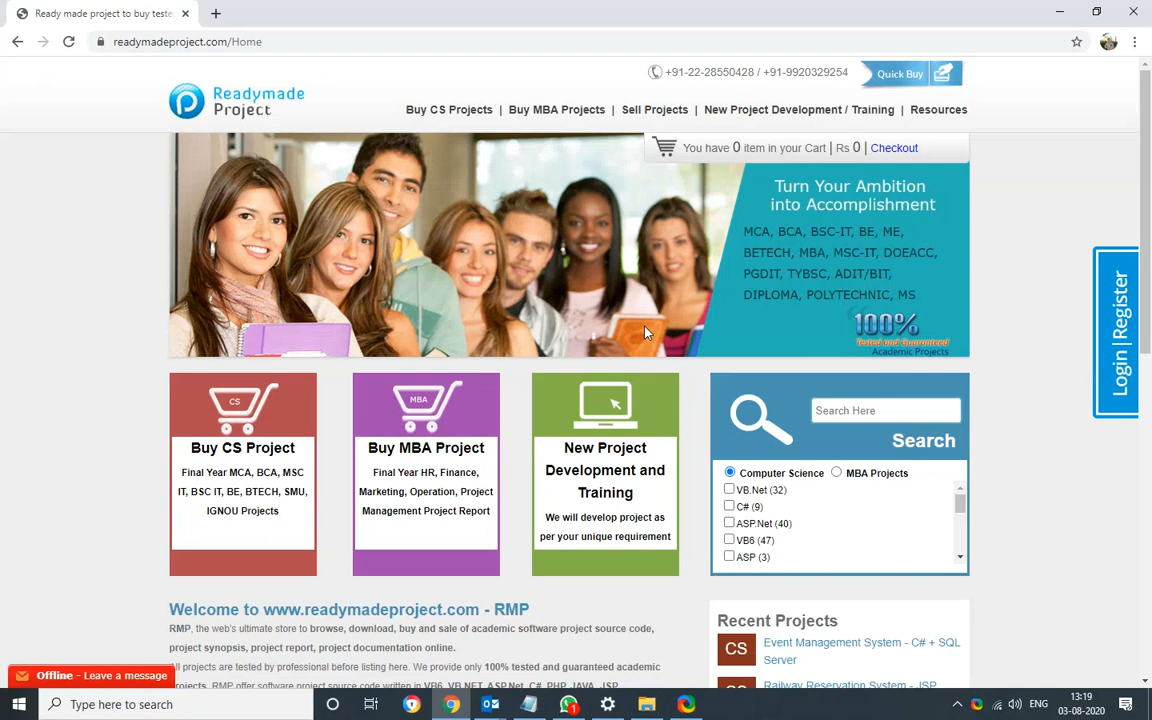 Ready made project to buy teste
readymadeproject.com/Home
+91-22-28550428 / +91-9920329254
Quick Buy
Readymade
Project
Buy CS Projects | Buy MBA Projects | Sell Projects | New Project Development / Training | Resources
You have 0 item in your Cart | Rs 0 | Checkout
Turn Your Ambition
into Accomplishment
MCA, BCA, BSC-IT, BE, ME,
BETECH, MBA, MSC-IT, DOEACC,
PGDIT, TYBSC, ADIT/BIT,
DIPLOMA, POLYTECHNIC, MS
100%
Tested and Guaranteed
Academic Projects
Login | Register
CS
Buy CS Project
Final Year MCA, BCA, MSC
IT, BSC IT, BE, BTECH, SMU,
IGNOU Projects
MBA
Buy MBA Project
Final Year HR, Finance,
Marketing, Operation, Project
Management Project Report
New Project
Development and
Training
We will develop project as
per your unique requirement
Search Here
Search
Computer Science MBA Projects
VB.Net (32)
C# (9)
ASP.Net (40)
VB6 (47)
ASP (3)
Welcome to www.readymadeproject.com - RMP
RMP, the web's ultimate store to browse, download, buy and sale of academic software project source code,
project synopsis, project report, project documentation online.
All projects are tested by professional before listing here. We provide only 100% tested and guaranteed academic
projects. RMP offer software project source code written in VB6, VB.NET, ASP.Net, C#, PHP, JAVA, JSP,
Recent Projects
CS
Event Management System - C# + SQL
Server
CS
Railway Reservation System - JSP
Offline - Leave a message
Type here to search
1
ENG
13:19
03-08-2020